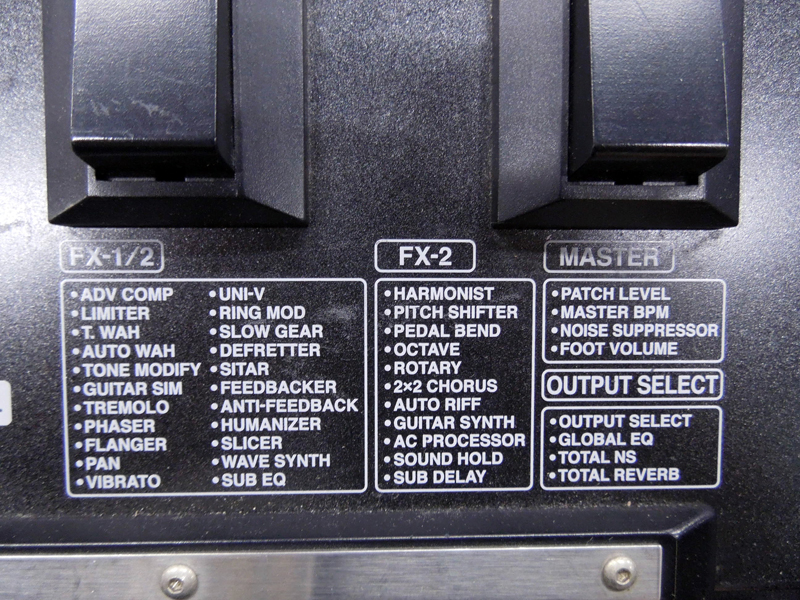 FX-1/2
• ADV COMP
• LIMITER
• T. WAH
• AUTO WAH
• TONE MODIFY
• GUITAR SIM
• TREMOLO
• PHASER
• FLANGER
• PAN
• VIBRATO
• UNI-V
• RING MOD
• SLOW GEAR
• DEFRETTER
• SITAR
• FEEDBACKER
• ANTI-FEEDBACK
• HUMANIZER
• SLICER
• WAVE SYNTH
• SUB EQ
FX-2
• HARMONIST
• PITCH SHIFTER
• PEDAL BEND
• OCTAVE
• ROTARY
• 2×2 CHORUS
• AUTO RIFF
• GUITAR SYNTH
• AC PROCESSOR
• SOUND HOLD
• SUB DELAY
MASTER
• PATCH LEVEL
• MASTER BPM
• NOISE SUPPRESSOR
• FOOT VOLUME
OUTPUT SELECT
• OUTPUT SELECT
• GLOBAL EQ
• TOTAL NS
• TOTAL REVERB